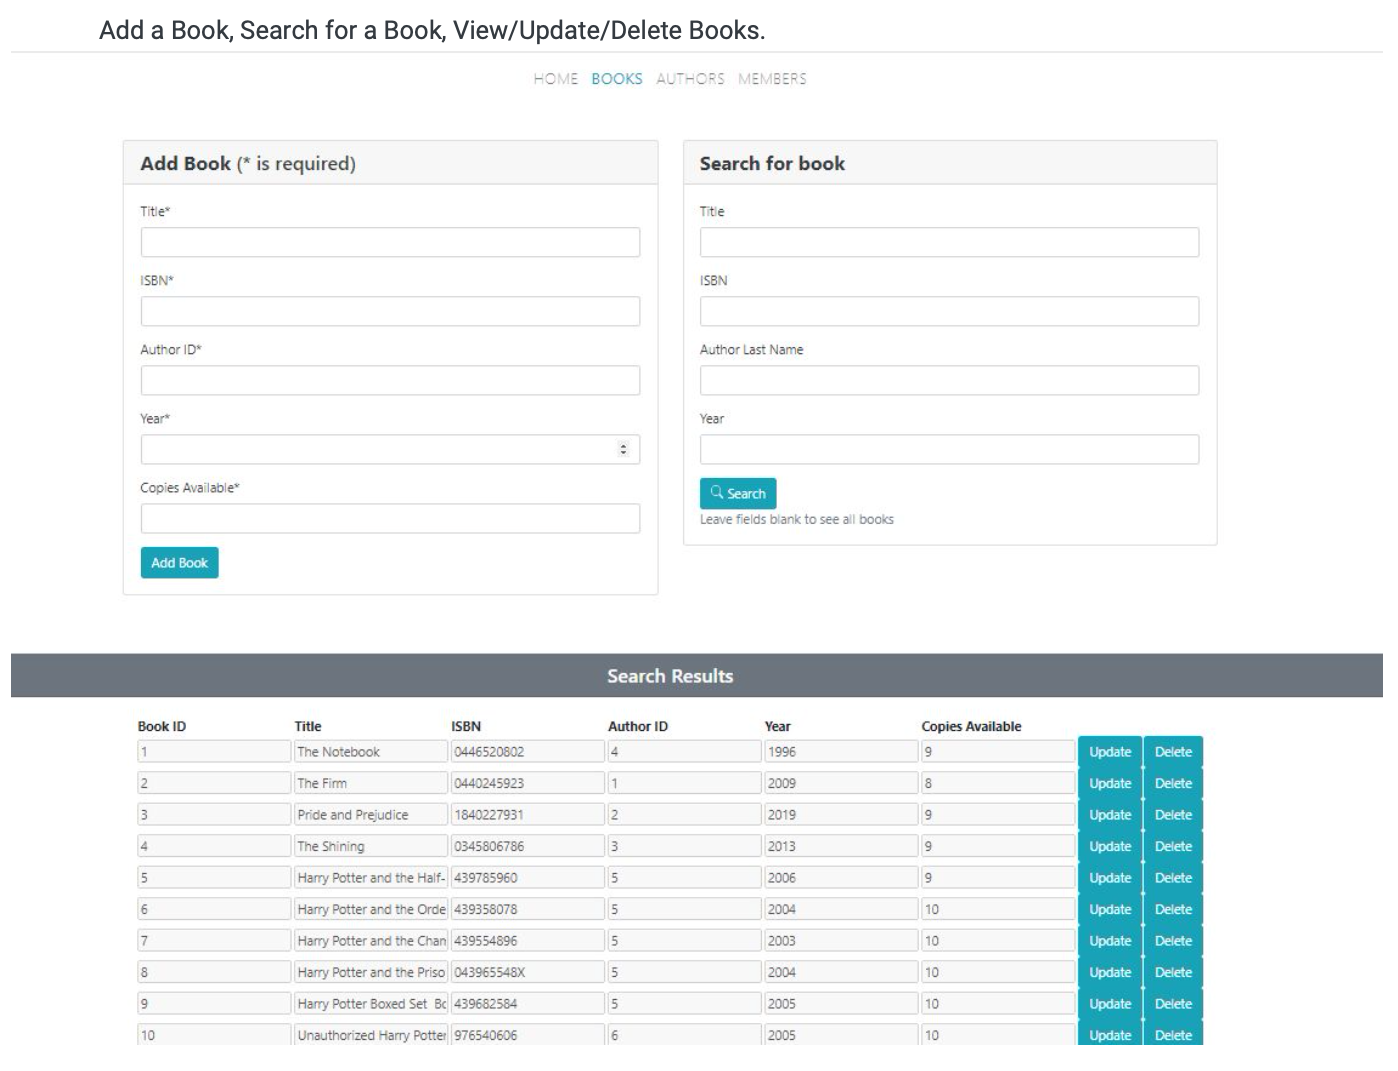 Add a Book, Search for a Book, View/Update/Delete Books.
HOME BOOKS AUTHORS MEMBERS
Add Book (* is required)
Title*
ISBN*
Author ID*
Year*
Copies Available*
Add Book
Search for book
Title
ISBN
Author Last Name
Year
Search
Leave fields blank to see all books
Search Results
Book ID Title ISBN Author ID Year Copies Available
1 The Notebook 0446520802 4 1996 9 Update Delete
2 The Firm 0440245923 1 2009 8 Update Delete
3 Pride and Prejudice 1840227931 2 2019 9 Update Delete
4 The Shining 0345806786 3 2013 9 Update Delete
5 Harry Potter and the Half- 439785960 5 2006 9 Update Delete
6 Harry Potter and the Orde 439358078 5 2004 10 Update Delete
7 Harry Potter and the Chan 439554896 5 2003 10 Update Delete
8 Harry Potter and the Priso 043965548X 5 2004 10 Update Delete
9 Harry Potter Boxed Set Bo 439682584 5 2005 10 Update Delete
10 Unauthorized Harry Potter 976540606 6 2005 10 Update Delete